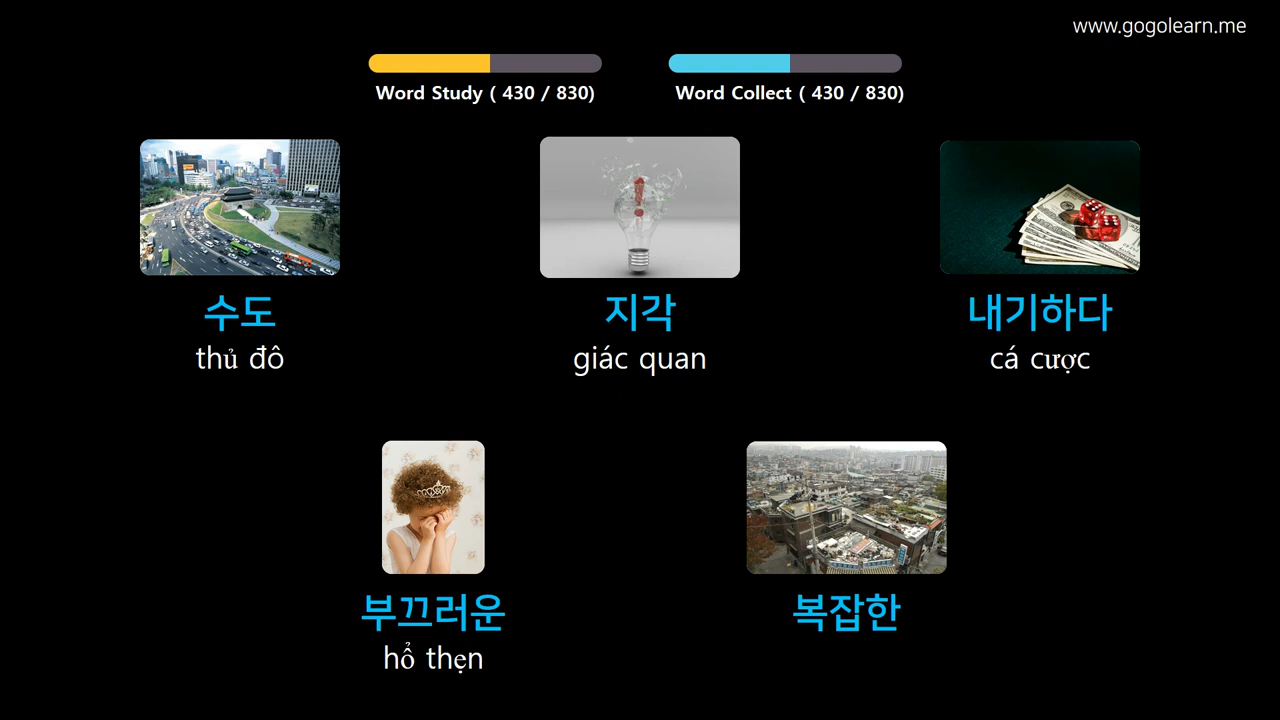 www.gogolearn.me
Word Study ( 430 / 830)
Word Collect ( 430 / 830)
수도
thủ đô
지각
giác quan
내기하다
cá cược
부끄러운
hổ thẹn
복잡한